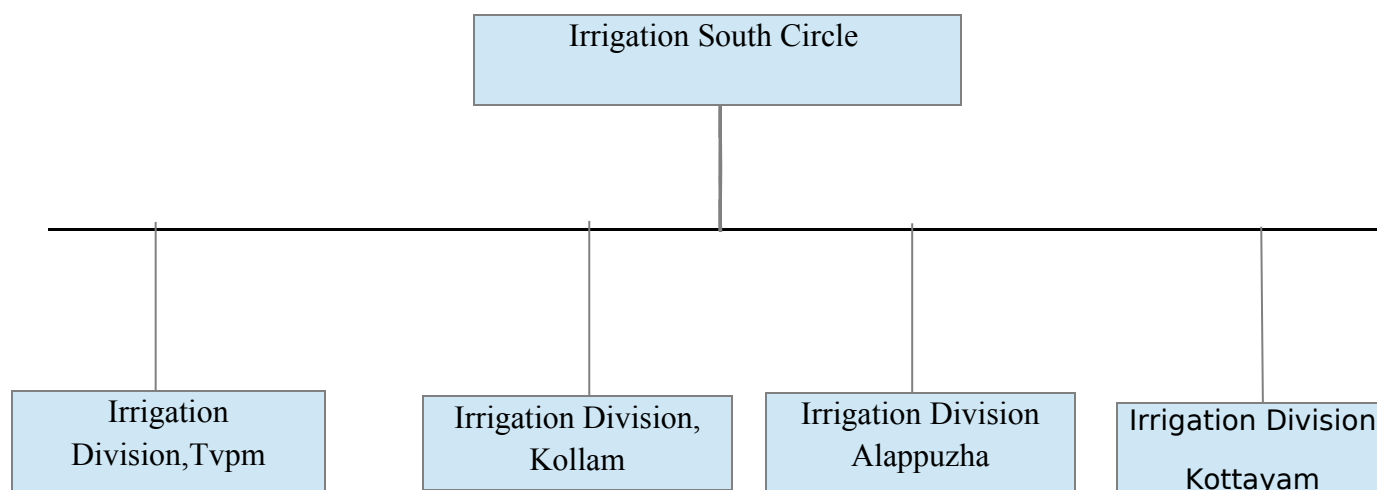 Irrigation South Circle
Irrigation
Division,Tvpm
Irrigation Division,
Kollam
Irrigation Division
Alappuzha
Irrigation Division
Kottayam